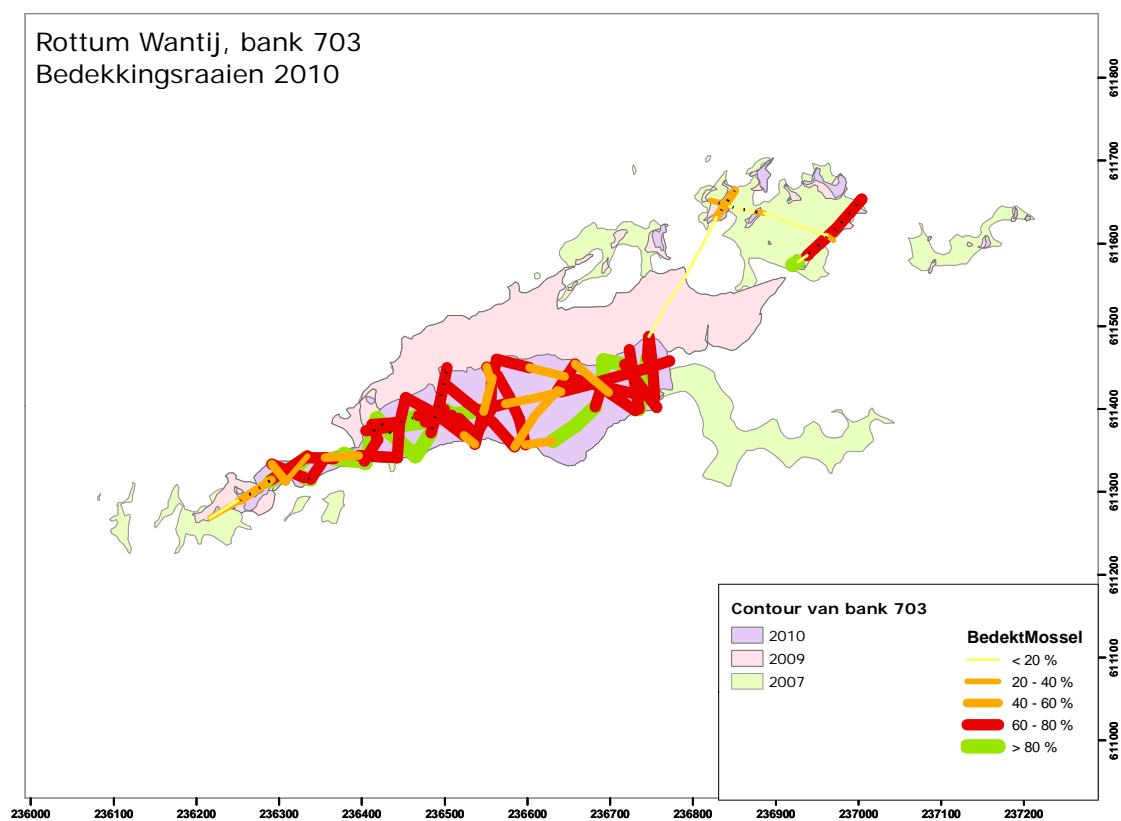 Rottum Wantij, bank 703
Bedekkingsraaien 2010
611800
611700
611600
611500
611400
611300
611200
611100
611000
Contour van bank 703
2010
2009
2007
BedektMossel
< 20 %
20 - 40 %
40 - 60 %
60 - 80 %
> 80 %
236000 236100 236200 236300 236400 236500 236600 236700 236800 236900 237000 237100 237200